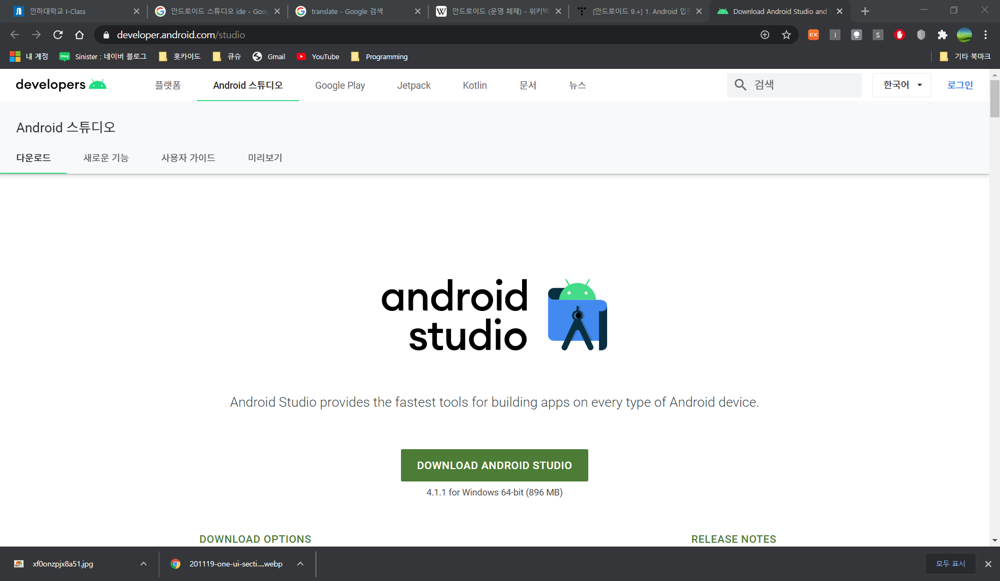 인하대학교 I-Class
안드로이드 스튜디오 ide - Goog
translate - Google 검색
안드로이드 (운영 체제) - 위키백
[안드로이드 9.+] 1. Android 입문
Download Android Studio and
developer.android.com/studio
EX
I
S
내 계정
blog
Sinister : 네이버 블로그
홋카이도
큐슈
Gmail
YouTube
Programming
기타 북마크
developers
플랫폼
Android 스튜디오
Google Play
Jetpack
Kotlin
문서
뉴스
검색
한국어
로그인
Android 스튜디오
다운로드
새로운 기능
사용자 가이드
미리보기
android
studio
Android Studio provides the fastest tools for building apps on every type of Android device.
DOWNLOAD ANDROID STUDIO
4.1.1 for Windows 64-bit (896 MB)
DOWNLOAD OPTIONS
RELEASE NOTES
xf0onzpjx8a51.jpg
201119-one-ui-secti....webp
모두 표시